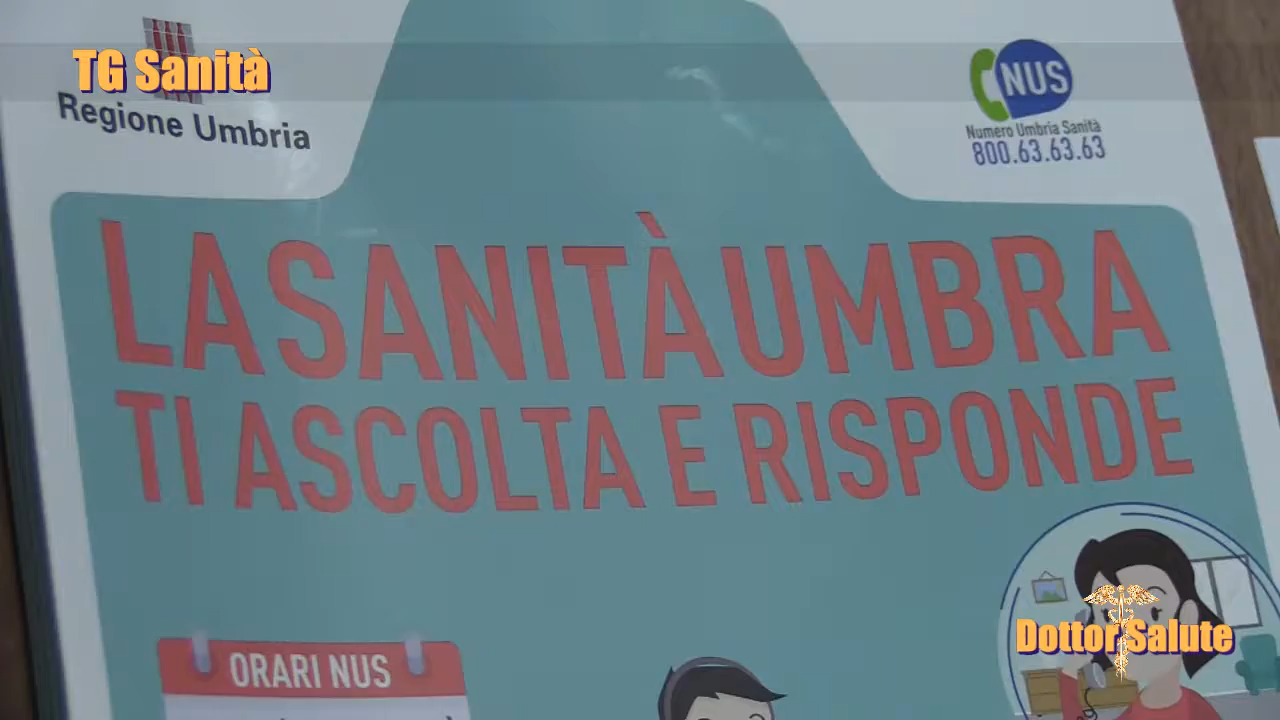 TG Sanità
Regione Umbria
NUS
Numero Umbria Sanità
800.63.63.63
LA SANITÀ UMBRA
TI ASCOLTA E RISPONDE
ORARI NUS
Dottor Salute